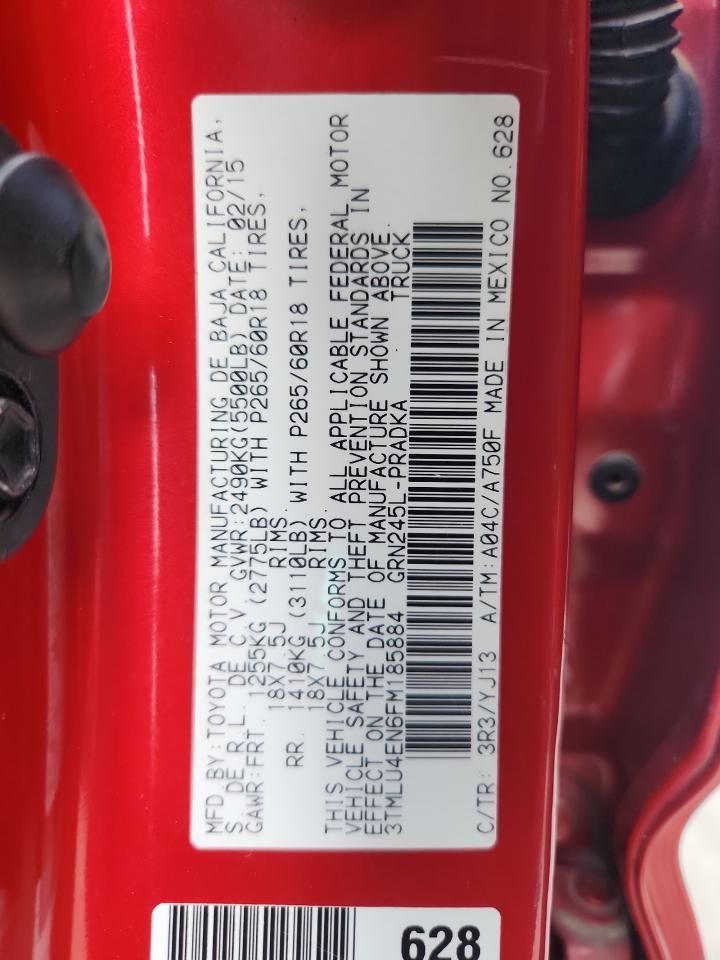 MFD.BY:TOYOTA MOTOR MANUFACTURING DE BAJA CALIFORNIA,
S. DE R.L. DE C.V GVWR:2490KG(5500LB) DATE: 02/15
GAWR:FRT. 1255KG (2775LB) WITH P265/60R18 TIRES,
18X7.5J RIMS
RR. 1410KG (3110LB) WITH P265/60R18 TIRES,
18X7.5J RIMS
THIS VEHICLE CONFORMS TO ALL APPLICABLE FEDERAL MOTOR
VEHICLE SAFETY AND THEFT PREVENTION STANDARDS IN
EFFECT ON THE DATE OF MANUFACTURE SHOWN ABOVE.
3TMLU4EN6FM185884 GRN245L-PRADKA TRUCK
C/TR: 3R3/YJ13 A/TM:A04C/A750F MADE IN MEXICO NO.628
628